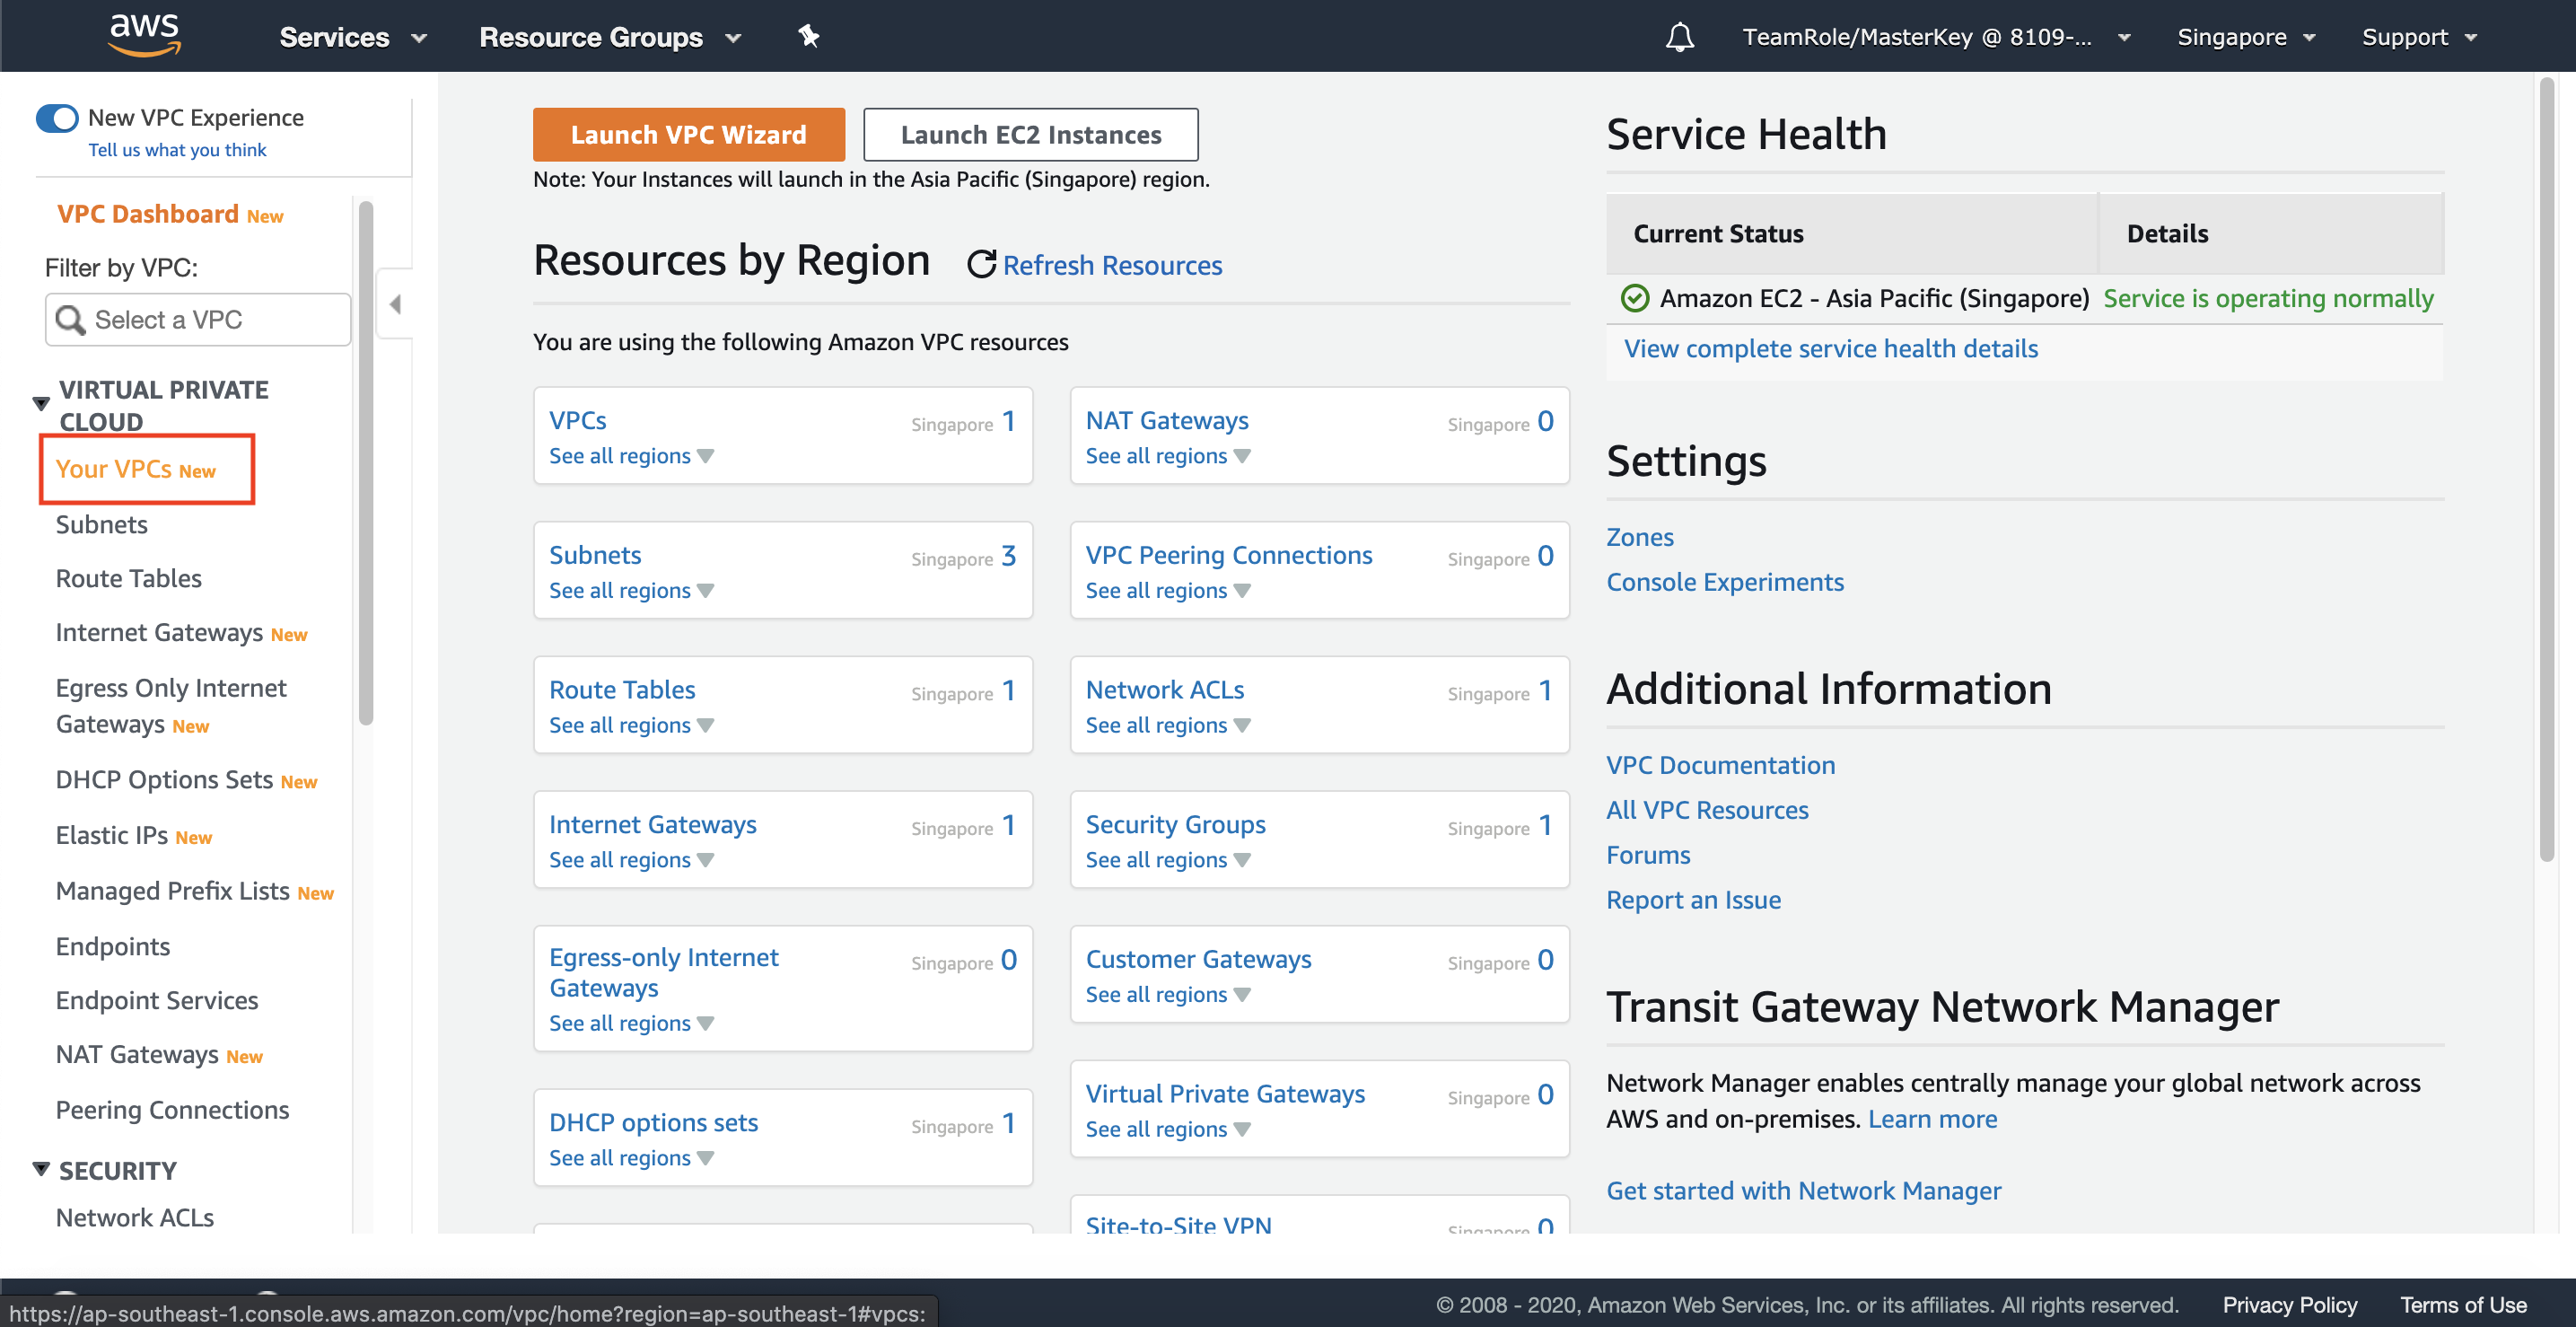 aws
Services
Resource Groups
TeamRole/MasterKey @ 8109-...
Singapore
Support
New VPC Experience
Tell us what you think
VPC Dashboard New
Filter by VPC:
Select a VPC
VIRTUAL PRIVATE
CLOUD
Your VPCs New
Subnets
Route Tables
Internet Gateways New
Egress Only Internet
Gateways New
DHCP Options Sets New
Elastic IPs New
Managed Prefix Lists New
Endpoints
Endpoint Services
NAT Gateways New
Peering Connections
SECURITY
Network ACLs
Launch VPC Wizard
Launch EC2 Instances
Note: Your Instances will launch in the Asia Pacific (Singapore) region.
Resources by Region
Refresh Resources
You are using the following Amazon VPC resources
VPCs Singapore 1
See all regions
Subnets Singapore 3
See all regions
Route Tables Singapore 1
See all regions
Internet Gateways Singapore 1
See all regions
Egress-only Internet Singapore 0
Gateways
See all regions
DHCP options sets Singapore 1
See all regions
NAT Gateways Singapore 0
See all regions
VPC Peering Connections Singapore 0
See all regions
Network ACLs Singapore 1
See all regions
Security Groups Singapore 1
See all regions
Customer Gateways Singapore 0
See all regions
Virtual Private Gateways Singapore 0
See all regions
Site-to-Site VPN Singapore 0
Service Health
Current Status Details
Amazon EC2 - Asia Pacific (Singapore) Service is operating normally
View complete service health details
Settings
Zones
Console Experiments
Additional Information
VPC Documentation
All VPC Resources
Forums
Report an Issue
Transit Gateway Network Manager
Network Manager enables centrally manage your global network across
AWS and on-premises. Learn more
Get started with Network Manager
https://ap-southeast-1.console.aws.amazon.com/vpc/home?region=ap-southeast-1#vpcs:
© 2008 - 2020, Amazon Web Services, Inc. or its affiliates. All rights reserved.
Privacy Policy
Terms of Use